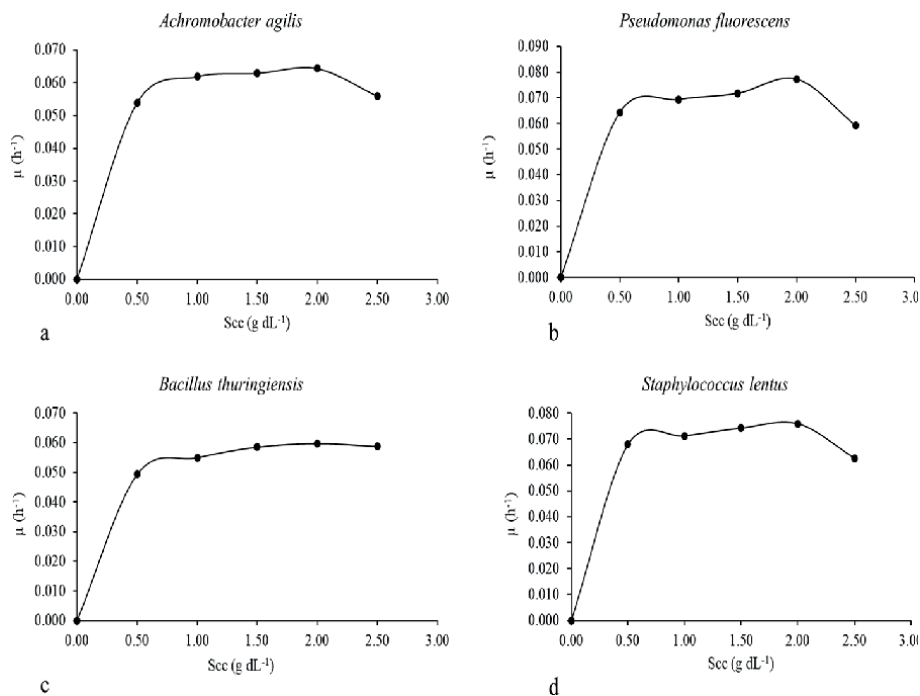 Achromobacter agilis
0.070
0.060
0.050
0.040
0.030
0.020
0.010
0.000
μ (h⁻¹)
0.00 0.50 1.00 1.50 2.00 2.50 3.00
Scc (g dL⁻¹)
a
Pseudomonas fluorescens
0.090
0.080
0.070
0.060
0.050
0.040
0.030
0.020
0.010
0.000
μ (h⁻¹)
0.00 0.50 1.00 1.50 2.00 2.50 3.00
Scc (g dL⁻¹)
b
Bacillus thuringiensis
0.070
0.060
0.050
0.040
0.030
0.020
0.010
0.000
μ (h⁻¹)
0.00 0.50 1.00 1.50 2.00 2.50 3.00
Scc (g dL⁻¹)
c
Staphylococcus lentus
0.080
0.070
0.060
0.050
0.040
0.030
0.020
0.010
0.000
μ (h⁻¹)
0.00 0.50 1.00 1.50 2.00 2.50 3.00
Scc (g dL⁻¹)
d